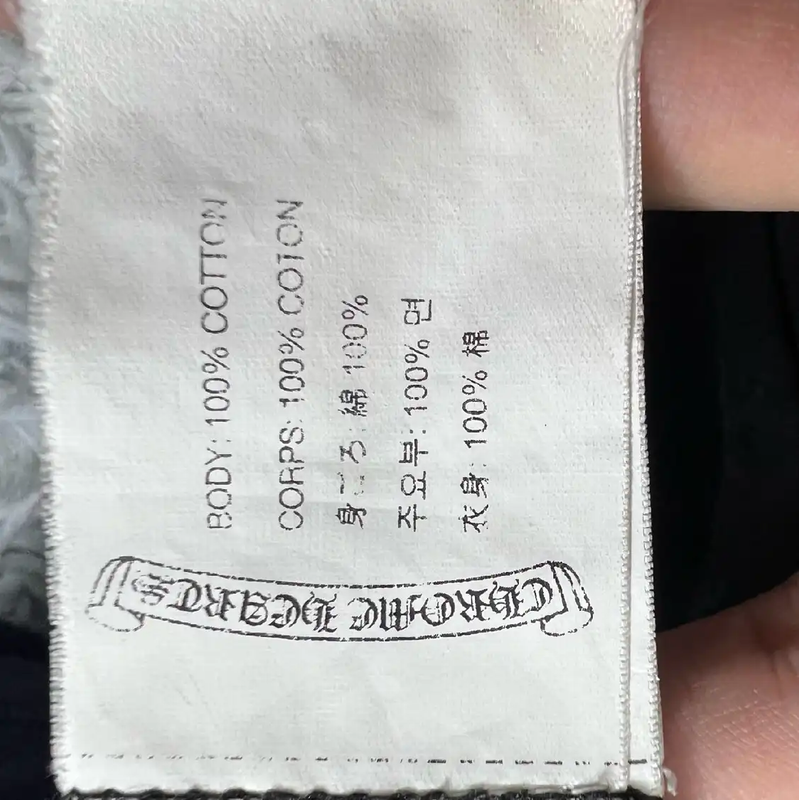 BODY: 100% COTTON
CORPS: 100% COTON
身ごろ: 綿 100%
주요부: 100% 면
衣身: 100% 棉
CHROME HEARTS